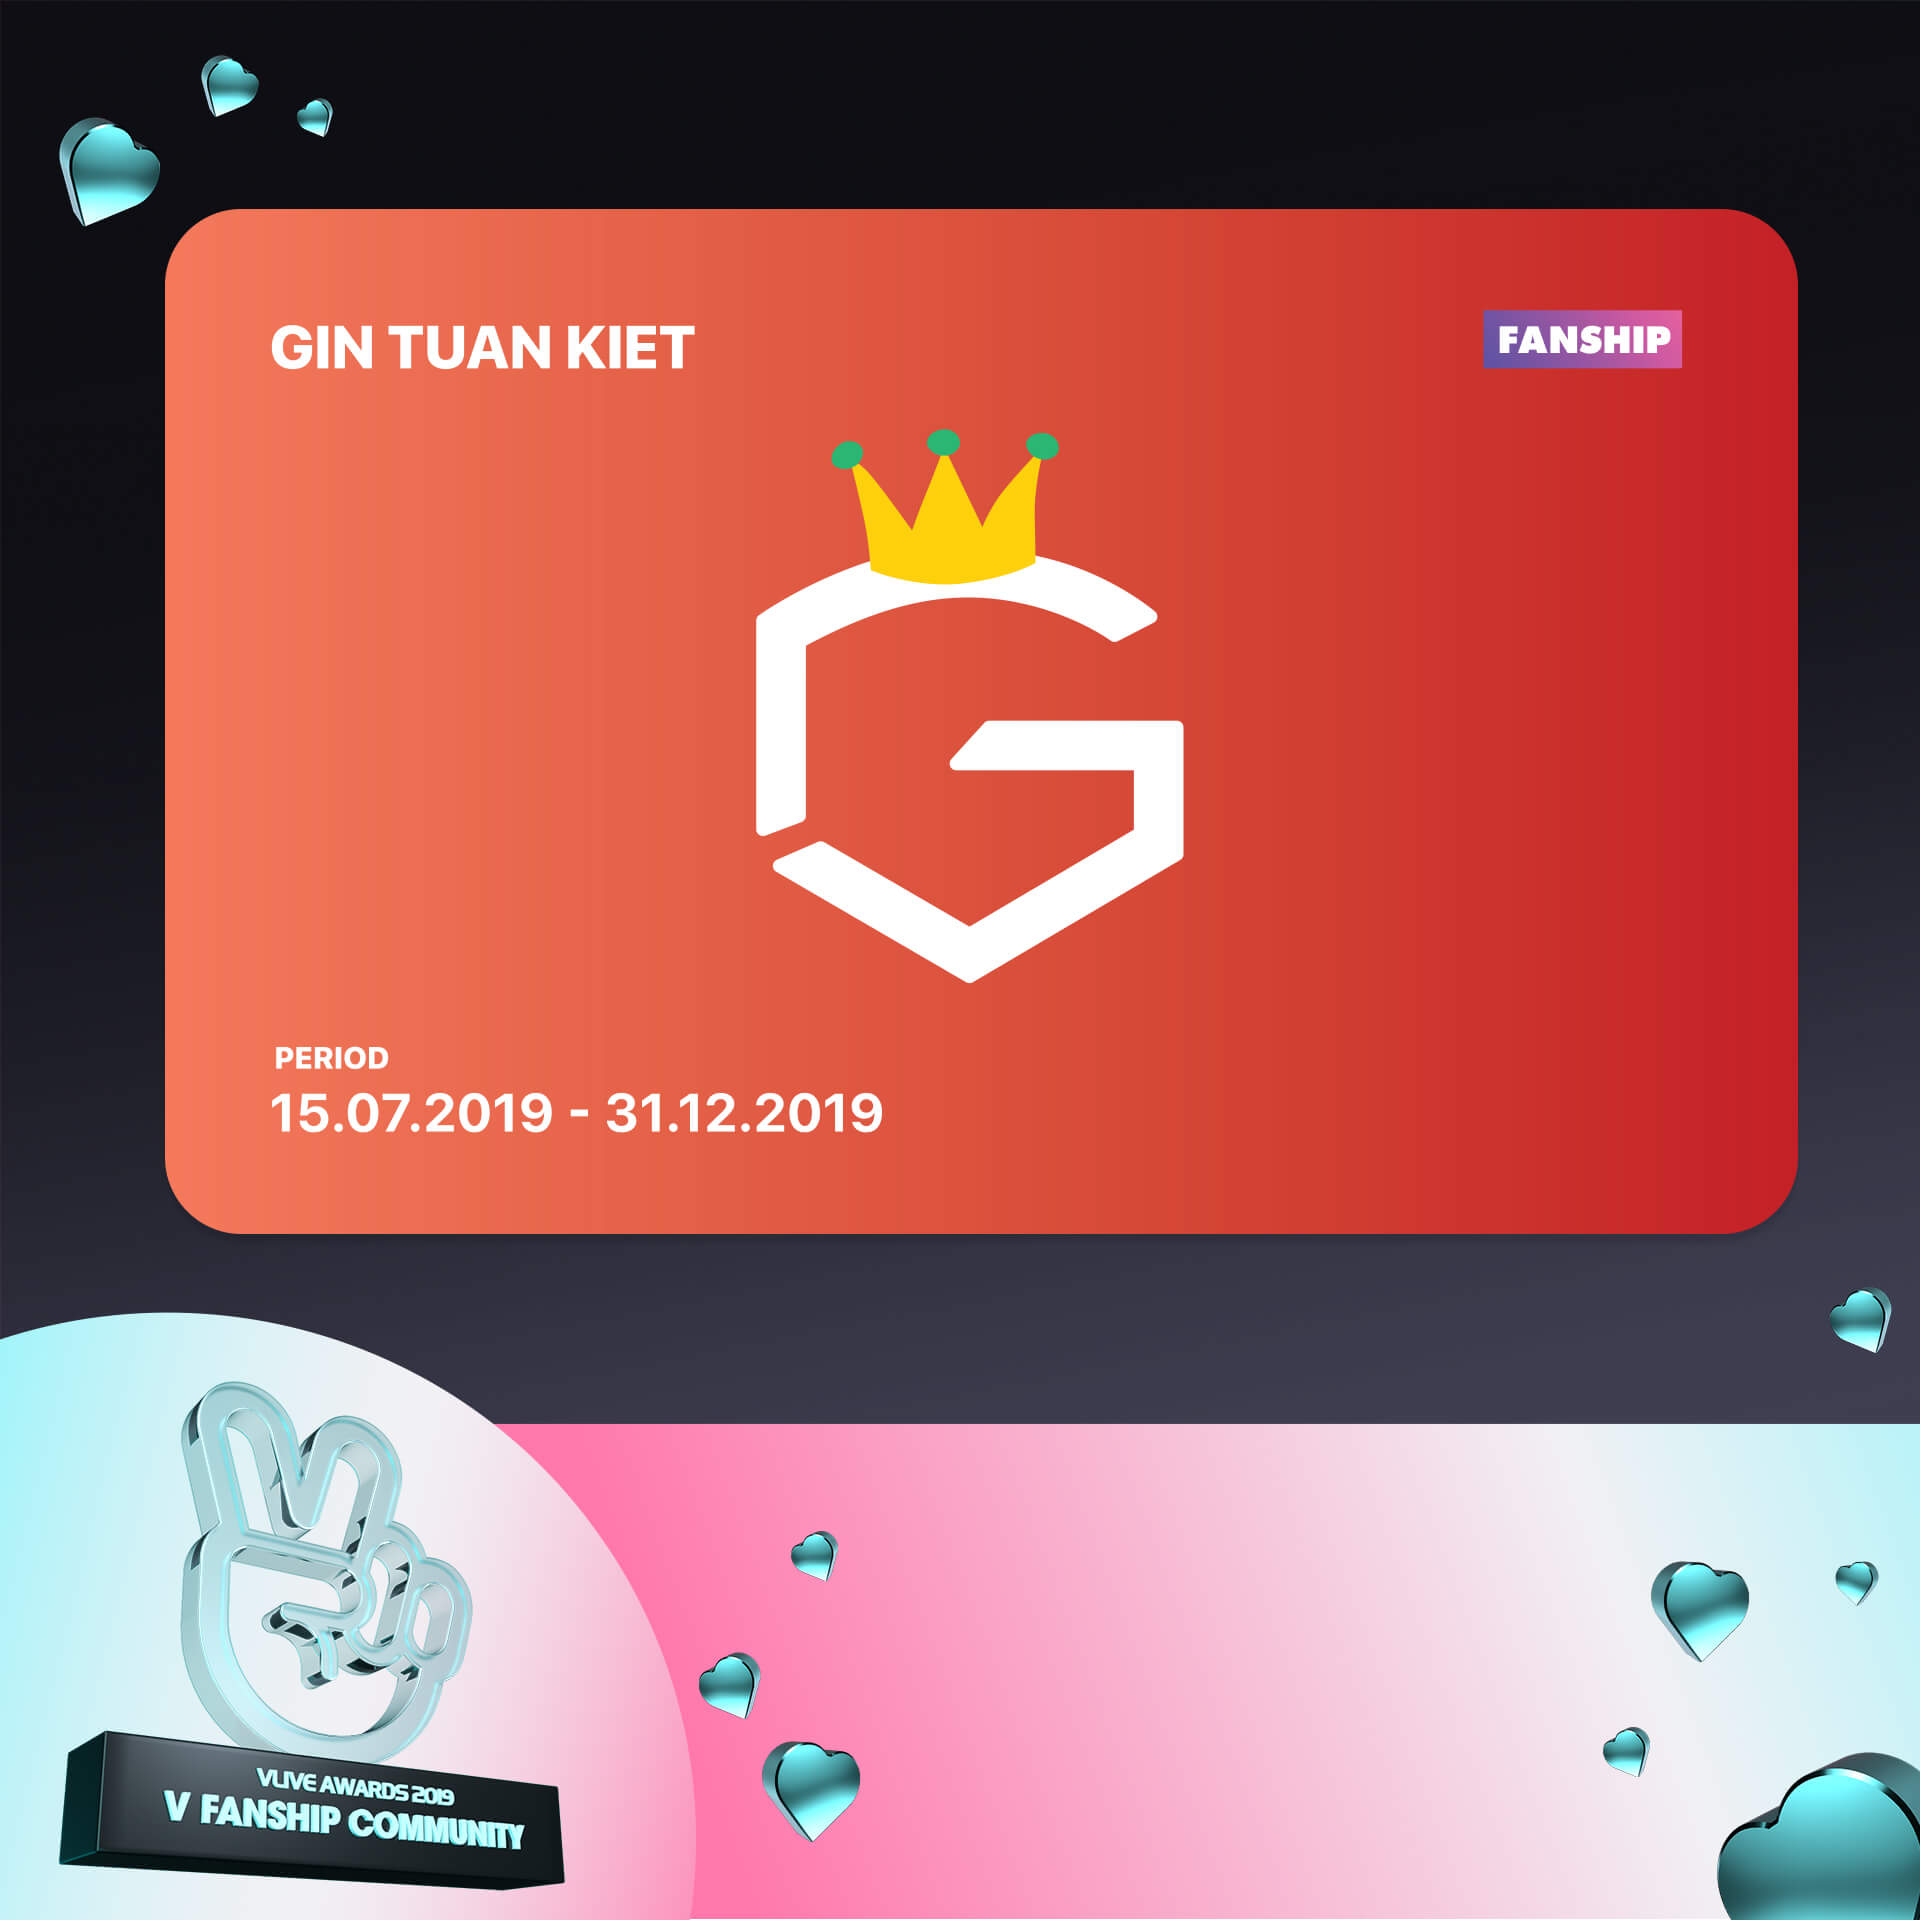 GIN TUAN KIET
FANSHIP
PERIOD
15.07.2019 - 31.12.2019
VLIVE AWARDS 2019
V FANSHIP COMMUNITY